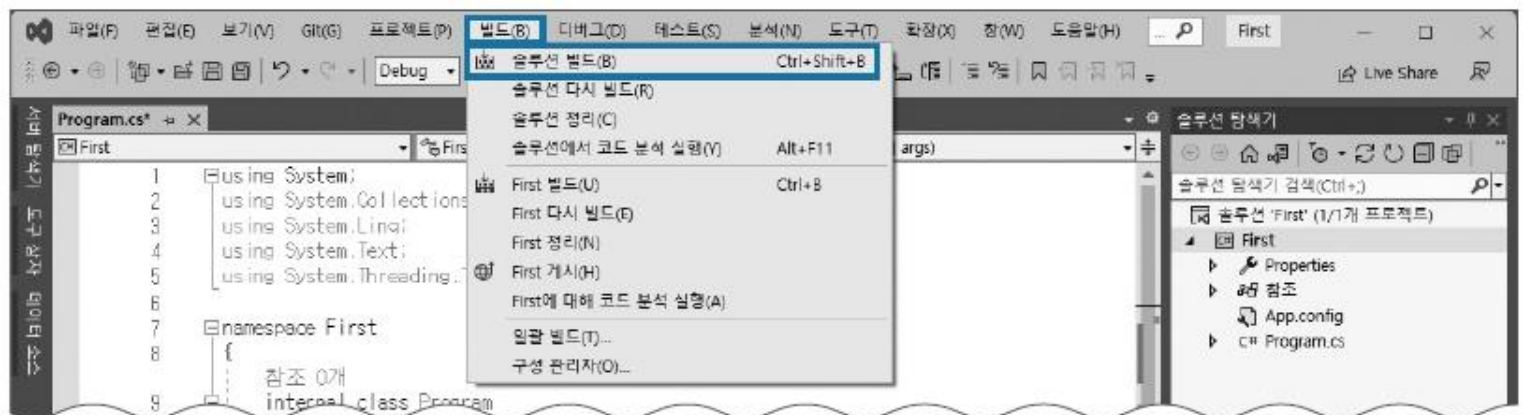 파일(F) 편집(E) 보기(V) Git(G) 프로젝트(P) 빌드(B) 디버그(D) 테스트(S) 분석(N) 도구(T) 확장(X) 창(W) 도움말(H) ... First
Debug
Live Share
솔루션 빌드(B) Ctrl+Shift+B
솔루션 다시 빌드(R)
솔루션 정리(C)
솔루션에서 코드 분석 실행(Y) Alt+F11
First 빌드(U) Ctrl+B
First 다시 빌드(E)
First 정리(N)
First 게시(H)
First에 대해 코드 분석 실행(A)
일괄 빌드(T)...
구성 관리자(O)...
서버 탐색기 도구 상자 데이터 소스
Program.cs*
First Firs args)
1 using System;
2 using System.Collections
3 using System.Linq;
4 using System.Text;
5 using System.Threading.
6
7 namespace First
8 {
참조 0개
9 internal class Program
솔루션 탐색기
솔루션 탐색기 검색(Ctrl+;)
솔루션 'First' (1/1개 프로젝트)
C# First
Properties
참조
App.config
C# Program.cs